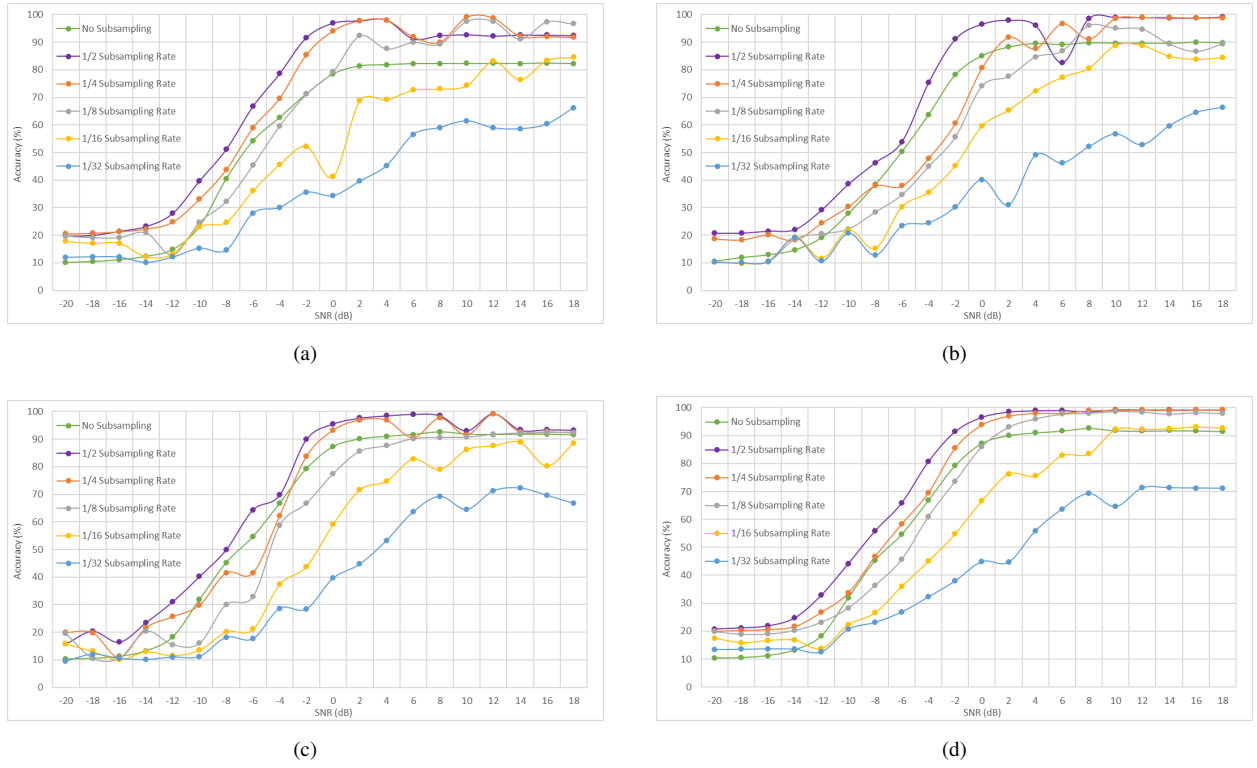 100
90
80
70
60
50
40
30
20
10
0
Accuracy (%)
No Subsampling
1/2 Subsampling Rate
1/4 Subsampling Rate
1/8 Subsampling Rate
1/16 Subsampling Rate
1/32 Subsampling Rate
-20 -18 -16 -14 -12 -10 -8 -6 -4 -2 0 2 4 6 8 10 12 14 16 18
SNR (dB)
(a)
100
90
80
70
60
50
40
30
20
10
0
Accuracy (%)
No Subsampling
1/2 Subsampling Rate
1/4 Subsampling Rate
1/8 Subsampling Rate
1/16 Subsampling Rate
1/32 Subsampling Rate
-20 -18 -16 -14 -12 -10 -8 -6 -4 -2 0 2 4 6 8 10 12 14 16 18
SNR (dB)
(b)
100
90
80
70
60
50
40
30
20
10
0
Accuracy (%)
No Subsampling
1/2 Subsampling Rate
1/4 Subsampling Rate
1/8 Subsampling Rate
1/16 Subsampling Rate
1/32 Subsampling Rate
-20 -18 -16 -14 -12 -10 -8 -6 -4 -2 0 2 4 6 8 10 12 14 16 18
SNR (dB)
(c)
100
90
80
70
60
50
40
30
20
10
0
Accuracy (%)
No Subsampling
1/2 Subsampling Rate
1/4 Subsampling Rate
1/8 Subsampling Rate
1/16 Subsampling Rate
1/32 Subsampling Rate
-20 -18 -16 -14 -12 -10 -8 -6 -4 -2 0 2 4 6 8 10 12 14 16 18
SNR (dB)
(d)